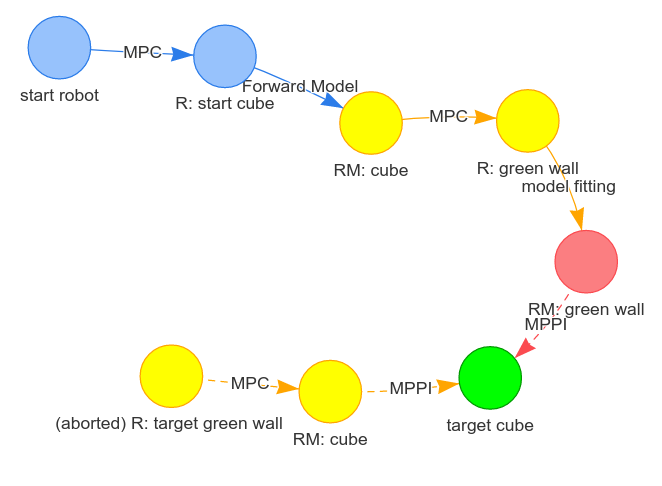 MPC
start robot
Forward Model
R: start cube
MPC
RM: cube
R: green wall
model fitting
RM: green wall
MPPI
MPC
MPPI
(aborted) R: target green wall
RM: cube
target cube